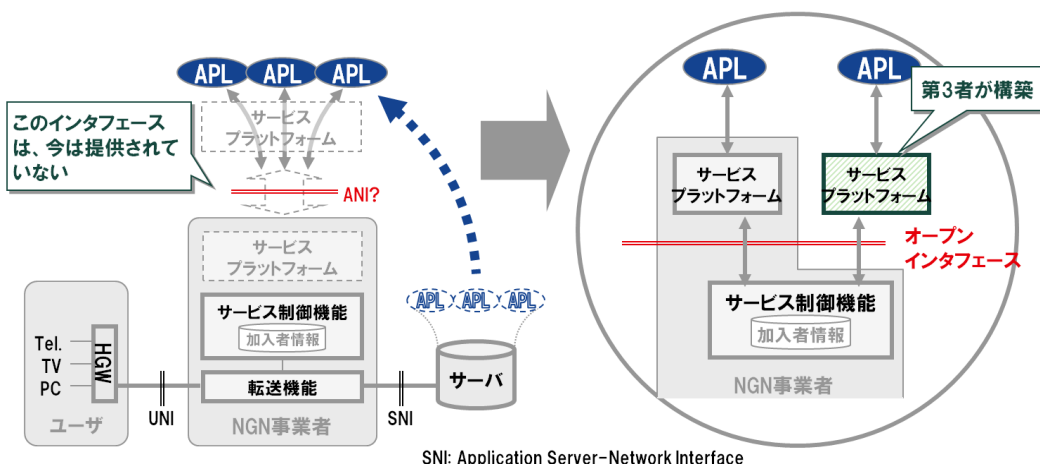 APL
APL
APL
サービス
プラットフォーム
このインタフェース
は、今は提供されて
いない
ANI?
サービス
プラットフォーム
サービス制御機能
加入者情報
転送機能
NGN事業者
Tel.
TV
PC
HGW
ユーザ
UNI
SNI
APL
APL
APL
サーバ
APL
APL
第3者が構築
サービス
プラットフォーム
サービス
プラットフォーム
オープン
インタフェース
サービス制御機能
加入者情報
NGN事業者
SNI: Application Server-Network Interface